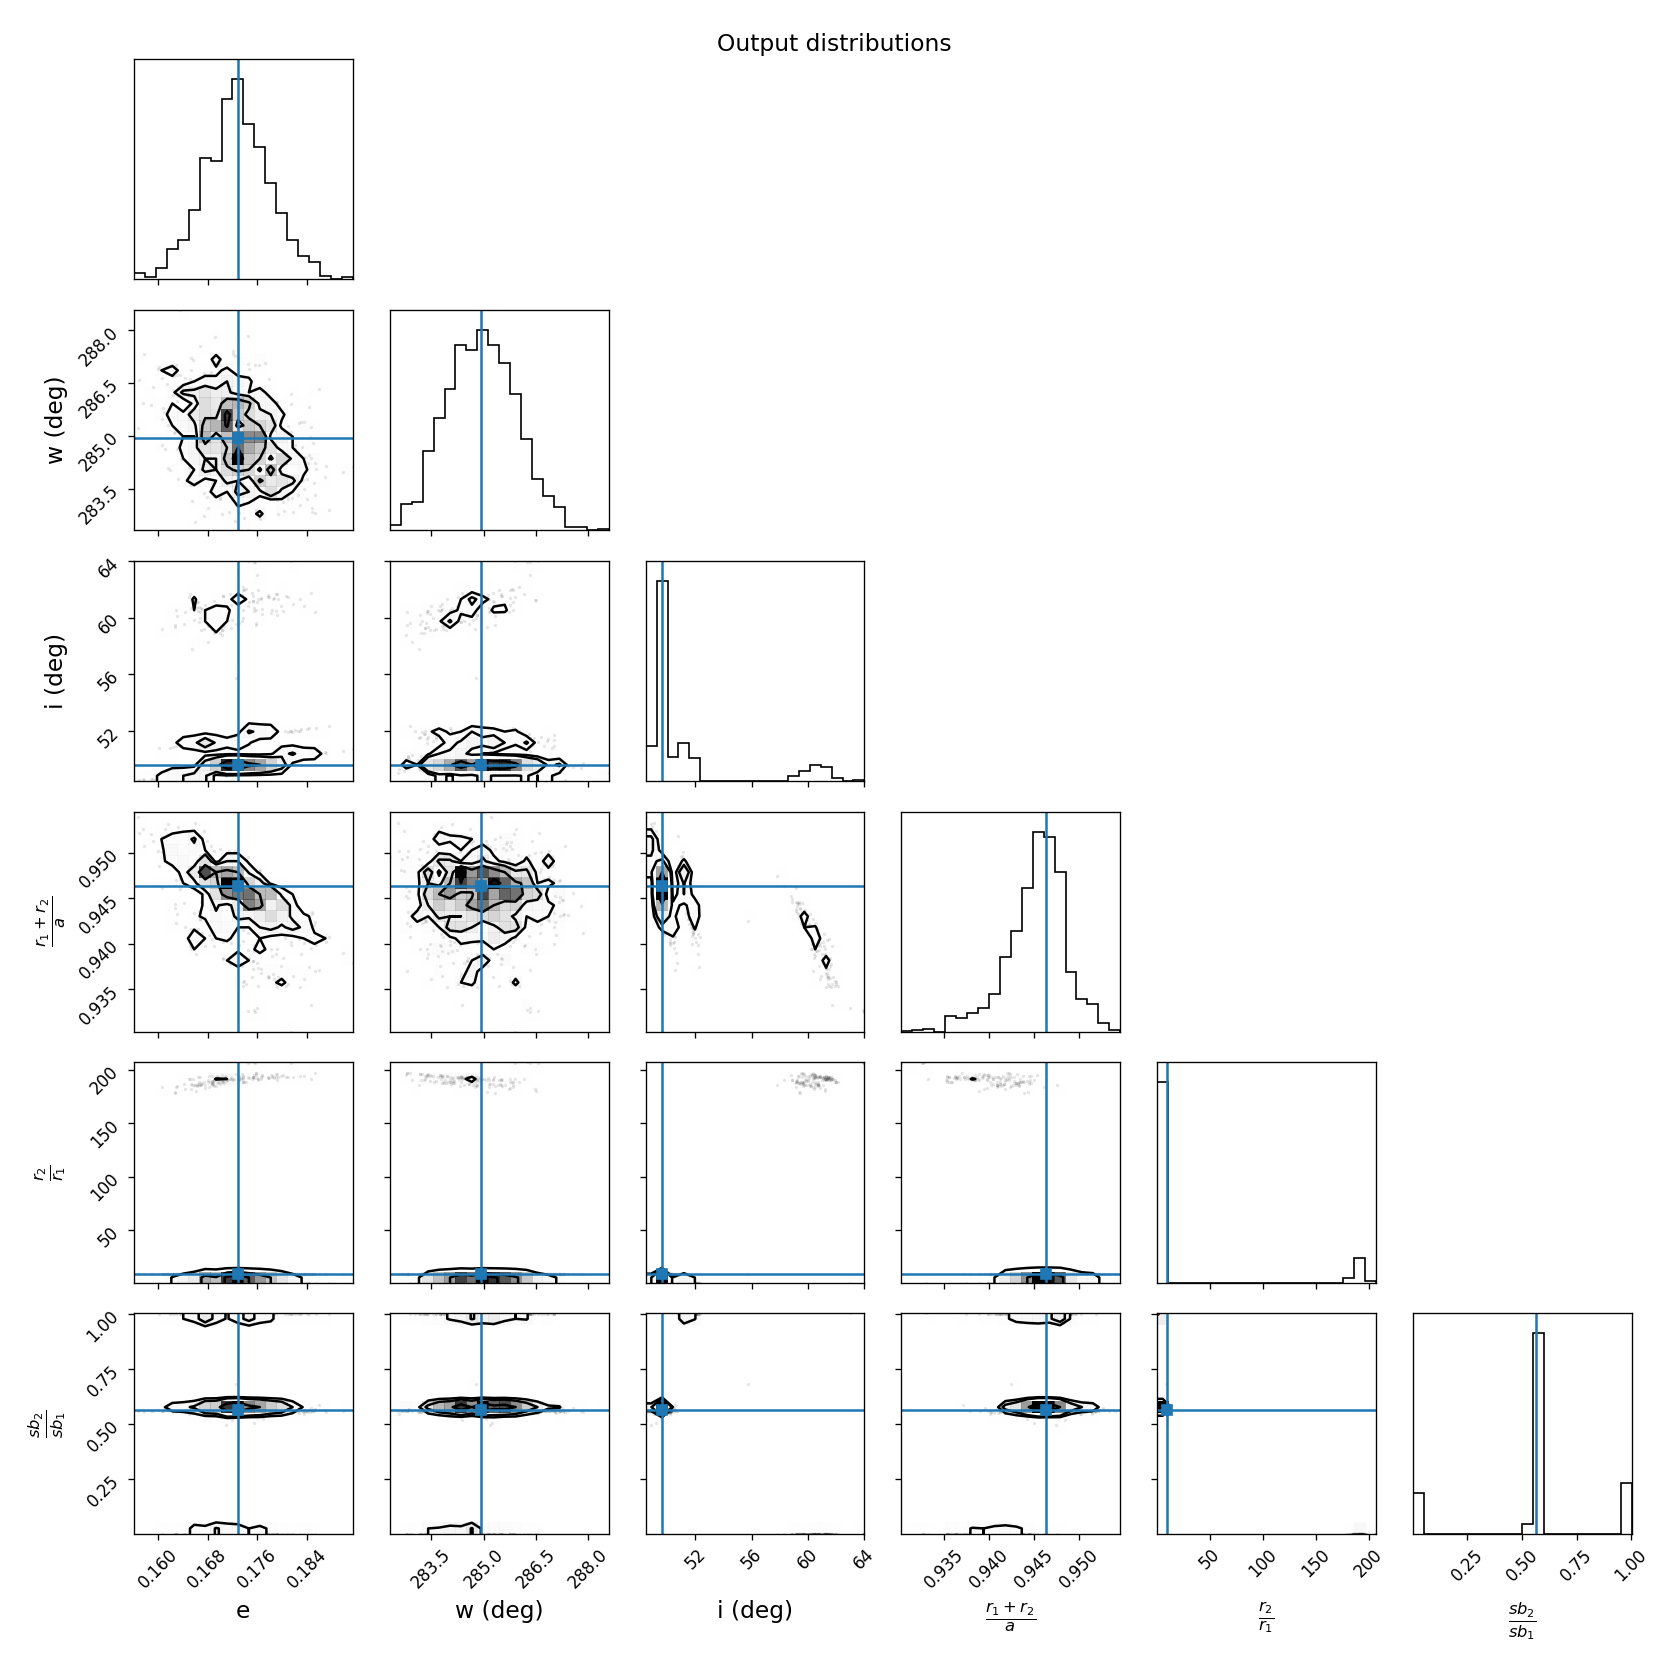 Output distributions
w (deg)
288.0
286.5
285.0
283.5
i (deg)
64
60
56
52
r₁ + r₂
a
0.950
0.945
0.940
0.935
r₂
r₁
200
150
100
50
sb₂
sb₁
1.00
0.75
0.50
0.25
0.160 0.168 0.176 0.184 283.5 285.0 286.5 288.0 52 56 60 64 0.935 0.940 0.945 0.950 50 100 150 200 0.25 0.50 0.75 1.00
e w (deg) i (deg)
r₁ + r₂
a
r₂
r₁
sb₂
sb₁